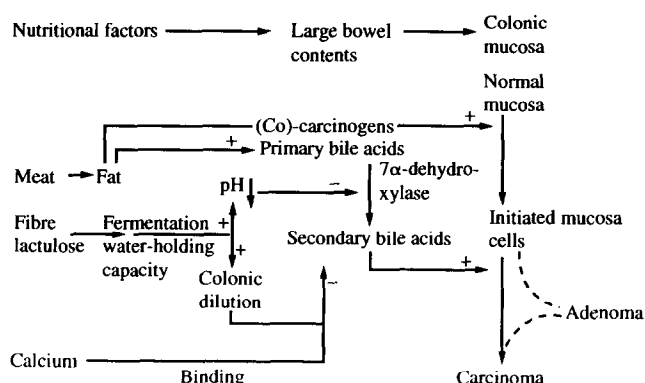 Nutritional factors
Large bowel
contents
Colonic
mucosa
Normal
mucosa
(Co)-carcinogens
+
+
Primary bile acids
Meat
Fat
7α-dehydro-
xylase
pH
−
Fibre
lactulose
Fermentation
water-holding
capacity
+
+
Secondary bile acids
Initiated mucosa
cells
+
Colonic
dilution
−
Adenoma
Calcium
Binding
Carcinoma